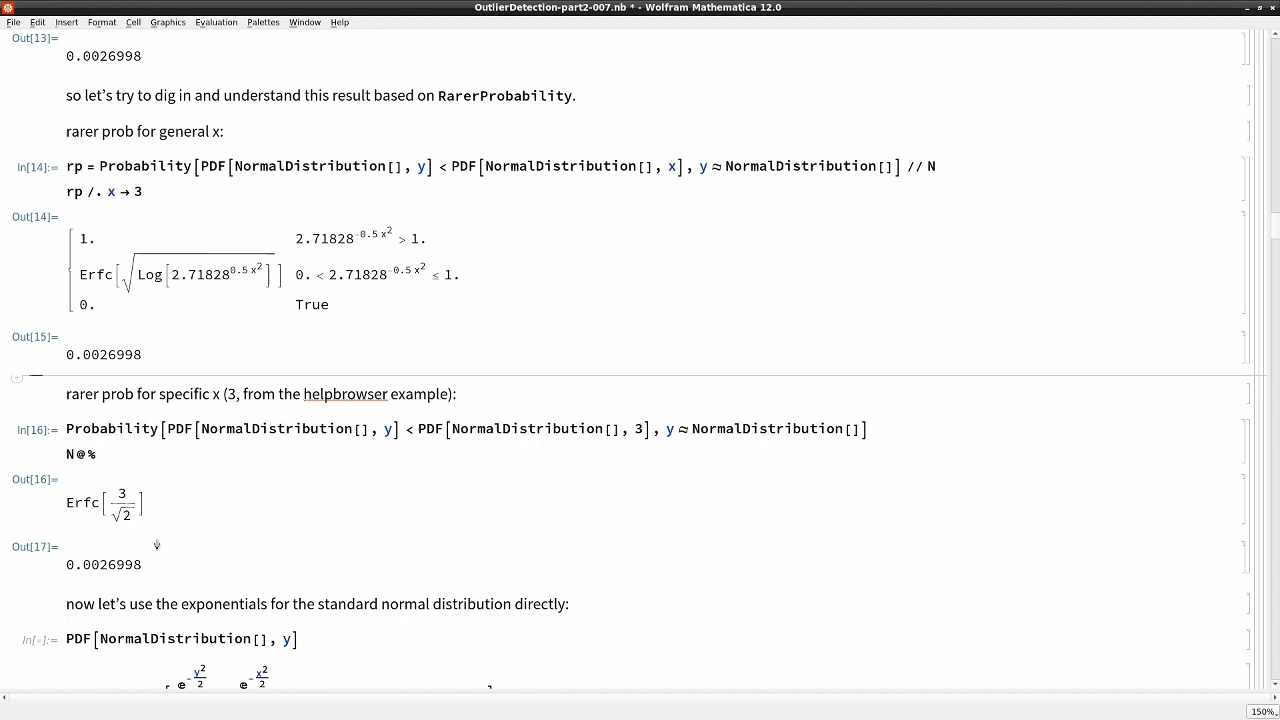 OutlierDetection-part2-007.nb * - Wolfram Mathematica 12.0
File Edit Insert Format Cell Graphics Evaluation Palettes Window Help
Out[13]=
0.0026998
so let's try to dig in and understand this result based on RarerProbability.
rarer prob for general x:
In[14]:= rp = Probability[PDF[NormalDistribution[], y] < PDF[NormalDistribution[], x], y ≈ NormalDistribution[]] // N
rp /. x → 3
Out[14]=
1. 2.71828^-0.5 x^2 > 1.
Erfc[√Log[2.71828^0.5 x^2]] 0. < 2.71828^-0.5 x^2 ≤ 1.
0. True
Out[15]=
0.0026998
rarer prob for specific x (3, from the helpbrowser example):
In[16]:= Probability[PDF[NormalDistribution[], y] < PDF[NormalDistribution[], 3], y ≈ NormalDistribution[]]
N@%
Out[16]=
Erfc[3/√2]
Out[17]=
0.0026998
now let's use the exponentials for the standard normal distribution directly:
In[∘]:= PDF[NormalDistribution[], y]
e^-y^2/2 e^-x^2/2
150%